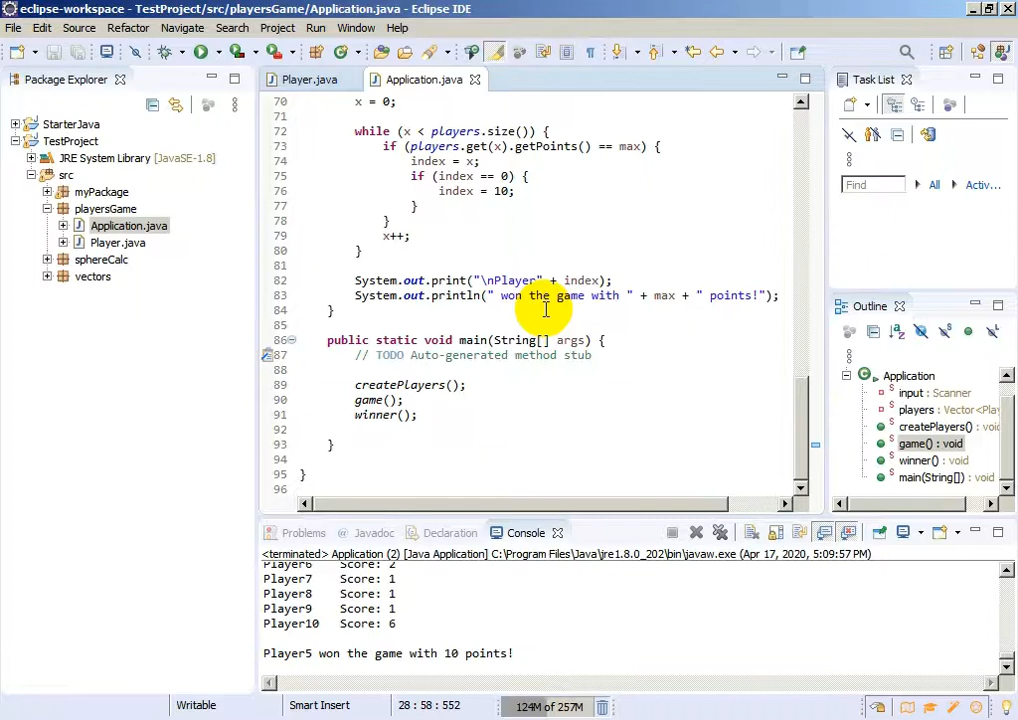 eclipse-workspace - TestProject/src/playersGame/Application.java - Eclipse IDE
File Edit Source Refactor Navigate Search Project Run Window Help
Package Explorer
StarterJava
TestProject
JRE System Library [JavaSE-1.8]
src
myPackage
playersGame
Application.java
Player.java
sphereCalc
vectors
Player.java Application.java
70 x = 0;
71
72 while (x < players.size()) {
73 if (players.get(x).getPoints() == max) {
74 index = x;
75 if (index == 0) {
76 index = 10;
77 }
78 }
79 x++;
80 }
81
82 System.out.print("\nPlayer" + index);
83 System.out.println(" won the game with " + max + " points!");
84 }
85
86 public static void main(String[] args) {
87 // TODO Auto-generated method stub
88
89 createPlayers();
90 game();
91 winner();
92
93 }
94
95 }
96
Task List
Find All Activ...
Outline
Application
input : Scanner
players : Vector<Pla
createPlayers() : voi
game() : void
winner() : void
main(String[]) : void
Problems @ Javadoc Declaration Console
<terminated> Application (2) [Java Application] C:\Program Files\Java\jre1.8.0_202\bin\javaw.exe (Apr 17, 2020, 5:09:57 PM)
Player6 Score: 2
Player7 Score: 1
Player8 Score: 1
Player9 Score: 1
Player10 Score: 6
Player5 won the game with 10 points!
Writable Smart Insert 28 : 58 : 552 124M of 257M